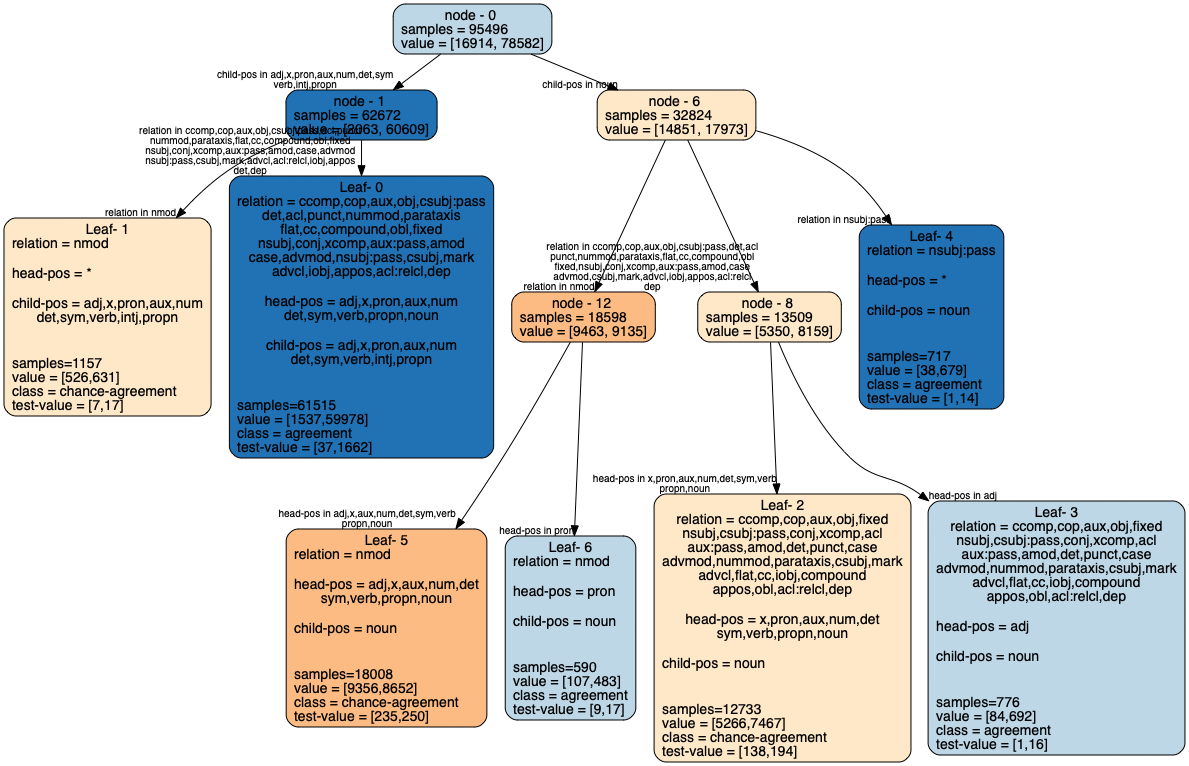 node - 0
samples = 95496
value = [16914, 78582]
child-pos in adj,x,pron,aux,num,det,sym
verb,intj,propn
child-pos in noun
node - 1
samples = 62672
value = [2063, 60609]
node - 6
samples = 32824
value = [14851, 17973]
relation in ccomp,cop,aux,obj,csubj:pass,det,acl,punct
nummod,parataxis,flat,cc,compound,obl,fixed
nsubj,conj,xcomp,aux:pass,amod,case,advmod
nsubj:pass,csubj,mark,advcl,acl:relcl,iobj,appos
det,dep
relation in nmod
Leaf- 1
relation = nmod
head-pos = *
child-pos = adj,x,pron,aux,num
det,sym,verb,intj,propn
samples=1157
value = [526,631]
class = chance-agreement
test-value = [7,17]
Leaf- 0
relation = ccomp,cop,aux,obj,csubj:pass
det,acl,punct,nummod,parataxis
flat,cc,compound,obl,fixed
nsubj,conj,xcomp,aux:pass,amod
case,advmod,nsubj:pass,csubj,mark
advcl,iobj,appos,acl:relcl,dep
head-pos = adj,x,pron,aux,num
det,sym,verb,propn,noun
child-pos = adj,x,pron,aux,num
det,sym,verb,intj,propn
samples=61515
value = [1537,59978]
class = agreement
test-value = [37,1662]
relation in nsubj:pass
Leaf- 4
relation = nsubj:pass
head-pos = *
child-pos = noun
samples=717
value = [38,679]
class = agreement
test-value = [1,14]
relation in ccomp,cop,aux,obj,csubj:pass,det,acl
punct,nummod,parataxis,flat,cc,compound,obl
fixed,nsubj,conj,xcomp,aux:pass,amod,case
advmod,csubj,mark,advcl,iobj,appos,acl:relcl
dep
relation in nmod
node - 12
samples = 18598
value = [9463, 9135]
node - 8
samples = 13509
value = [5350, 8159]
head-pos in adj,x,aux,num,det,sym,verb
propn,noun
Leaf- 5
relation = nmod
head-pos = adj,x,aux,num,det
sym,verb,propn,noun
child-pos = noun
samples=18008
value = [9356,8652]
class = chance-agreement
test-value = [235,250]
head-pos in pron
Leaf- 6
relation = nmod
head-pos = pron
child-pos = noun
samples=590
value = [107,483]
class = agreement
test-value = [9,17]
head-pos in x,pron,aux,num,det,sym,verb
propn,noun
Leaf- 2
relation = ccomp,cop,aux,obj,fixed
nsubj,csubj:pass,conj,xcomp,acl
aux:pass,amod,det,punct,case
advmod,nummod,parataxis,csubj,mark
advcl,flat,cc,iobj,compound
appos,obl,acl:relcl,dep
head-pos = x,pron,aux,num,det
sym,verb,propn,noun
child-pos = noun
samples=12733
value = [5266,7467]
class = chance-agreement
test-value = [138,194]
head-pos in adj
Leaf- 3
relation = ccomp,cop,aux,obj,fixed
nsubj,csubj:pass,conj,xcomp,acl
aux:pass,amod,det,punct,case
advmod,nummod,parataxis,csubj,mark
advcl,flat,cc,iobj,compound
appos,obl,acl:relcl,dep
head-pos = adj
child-pos = noun
samples=776
value = [84,692]
class = agreement
test-value = [1,16]